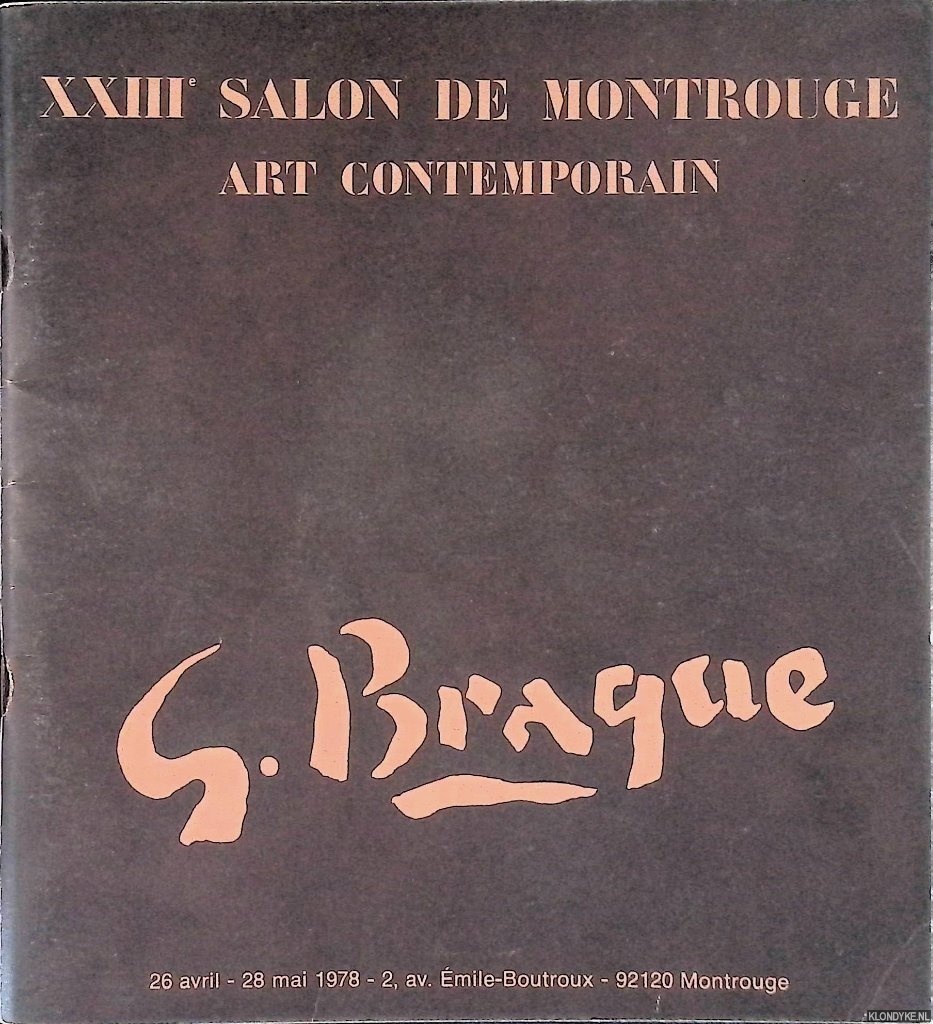 XXIIIe SALON DE MONTROUGE
ART CONTEMPORAIN
G. Braque
26 avril - 28 mai 1978 - 2, av. Émile-Boutroux - 92120 Montrouge
KLONDYKE.NL